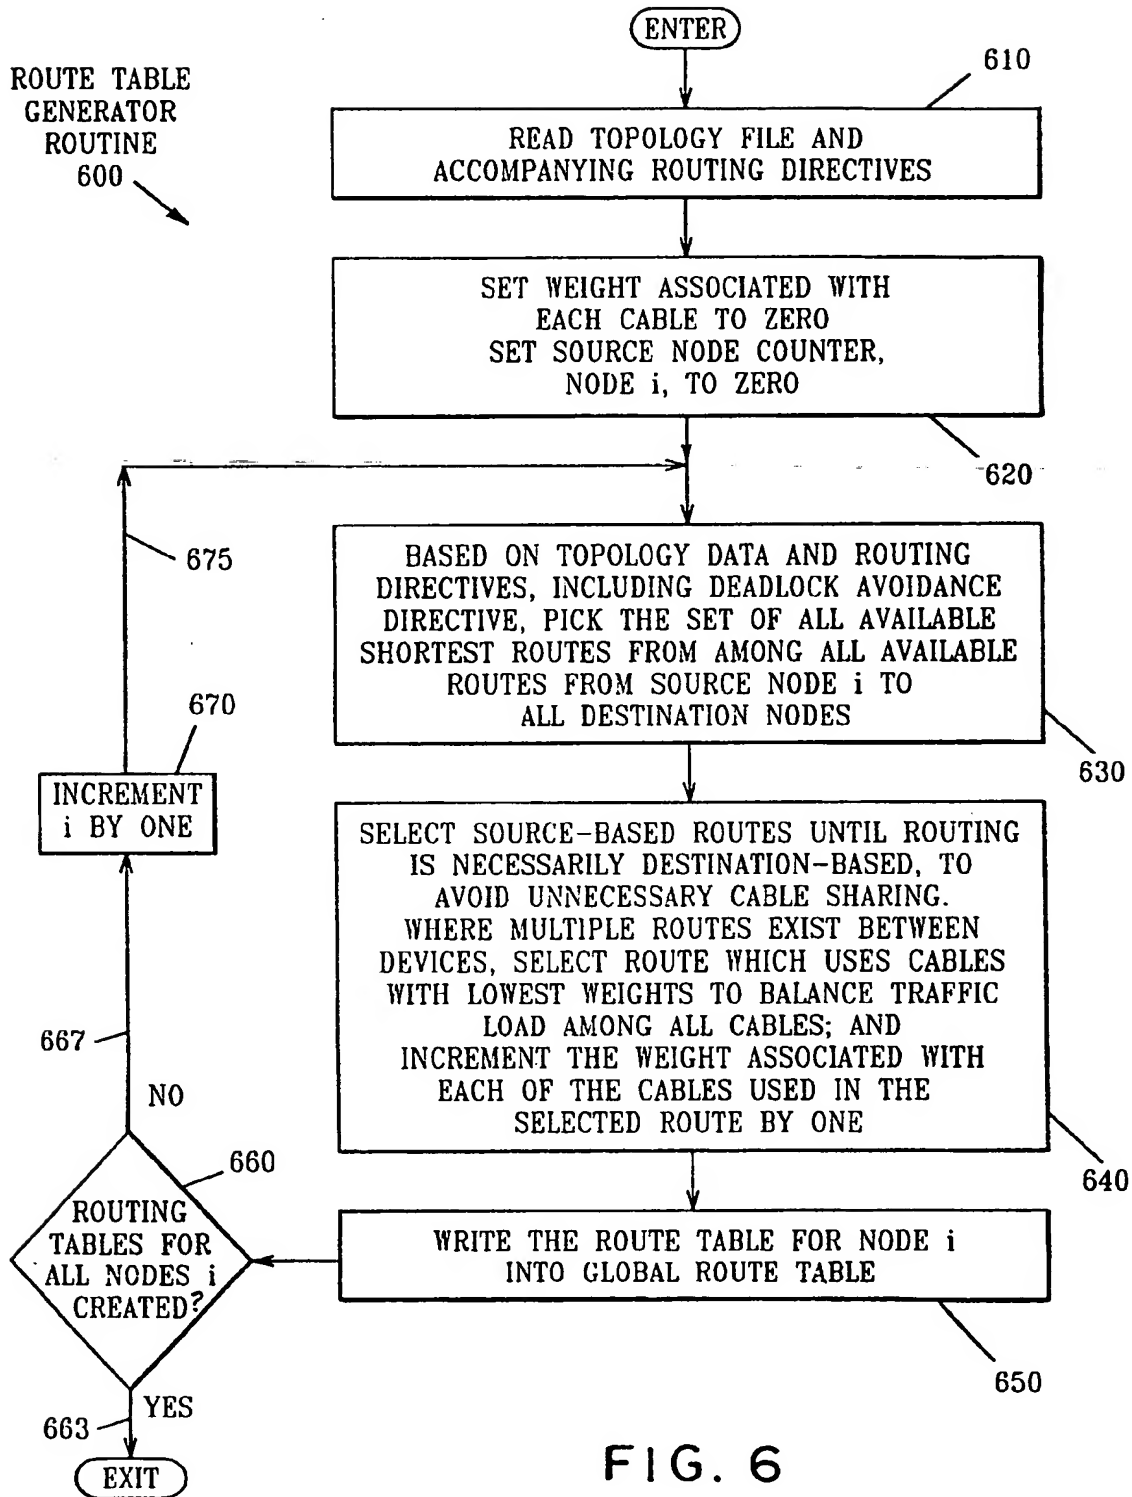 ENTER
ROUTE TABLE
GENERATOR
ROUTINE
600
610
READ TOPOLOGY FILE AND
ACCOMPANYING ROUTING DIRECTIVES
SET WEIGHT ASSOCIATED WITH
EACH CABLE TO ZERO
SET SOURCE NODE COUNTER,
NODE i, TO ZERO
620
675
BASED ON TOPOLOGY DATA AND ROUTING
DIRECTIVES, INCLUDING DEADLOCK AVOIDANCE
DIRECTIVE, PICK THE SET OF ALL AVAILABLE
SHORTEST ROUTES FROM AMONG ALL AVAILABLE
ROUTES FROM SOURCE NODE i TO
ALL DESTINATION NODES
630
670
INCREMENT
i BY ONE
SELECT SOURCE-BASED ROUTES UNTIL ROUTING
IS NECESSARILY DESTINATION-BASED, TO
AVOID UNNECESSARY CABLE SHARING.
WHERE MULTIPLE ROUTES EXIST BETWEEN
DEVICES, SELECT ROUTE WHICH USES CABLES
WITH LOWEST WEIGHTS TO BALANCE TRAFFIC
LOAD AMONG ALL CABLES; AND
INCREMENT THE WEIGHT ASSOCIATED WITH
EACH OF THE CABLES USED IN THE
SELECTED ROUTE BY ONE
640
667
NO
660
ROUTING
TABLES FOR
ALL NODES i
CREATED?
WRITE THE ROUTE TABLE FOR NODE i
INTO GLOBAL ROUTE TABLE
650
YES
663
EXIT
FIG. 6